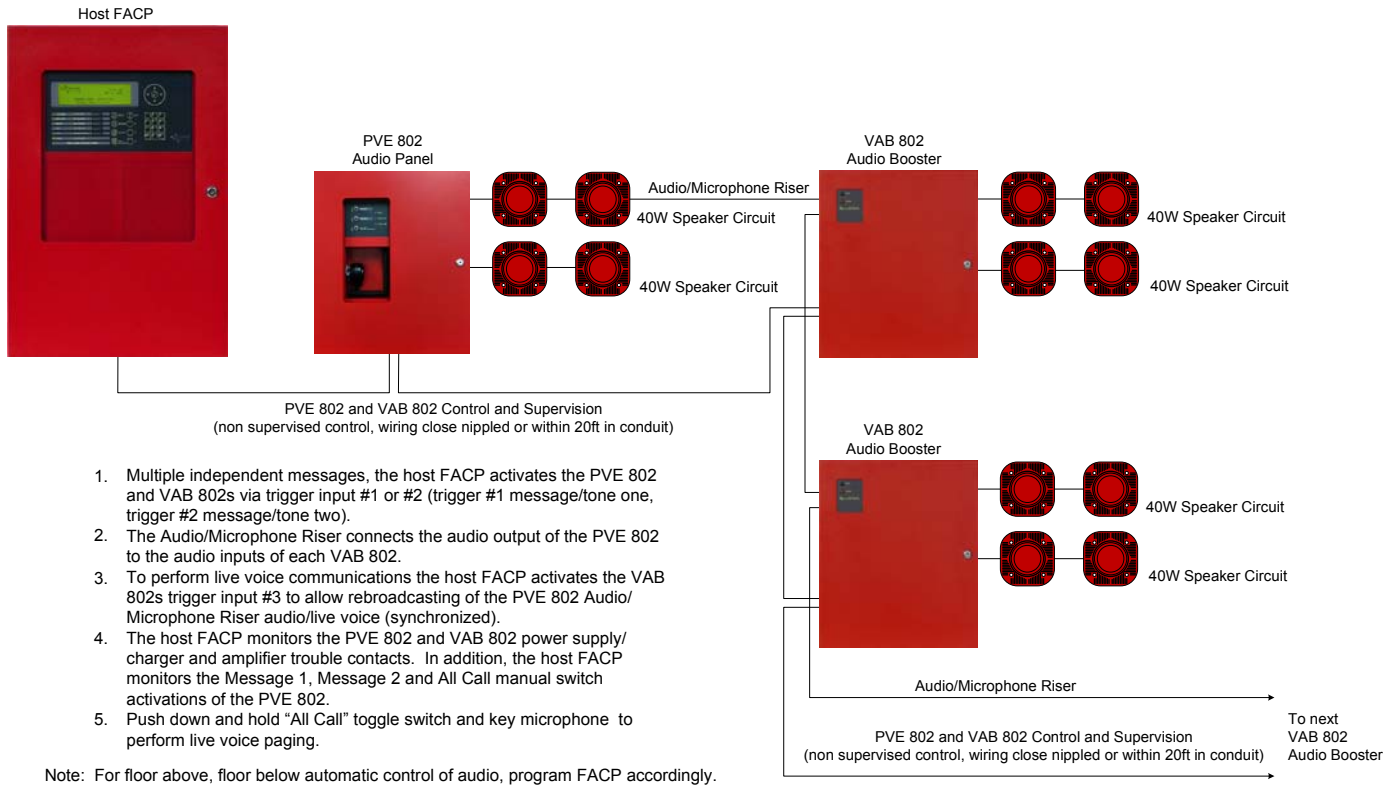 Host FACP
PVE 802
Audio Panel
VAB 802
Audio Booster
Audio/Microphone Riser
40W Speaker Circuit
40W Speaker Circuit
40W Speaker Circuit
40W Speaker Circuit
PVE 802 and VAB 802 Control and Supervision
(non supervised control, wiring close nippled or within 20ft in conduit)
VAB 802
Audio Booster
40W Speaker Circuit
40W Speaker Circuit
1. Multiple independent messages, the host FACP activates the PVE 802
and VAB 802s via trigger input #1 or #2 (trigger #1 message/tone one,
trigger #2 message/tone two).
2. The Audio/Microphone Riser connects the audio output of the PVE 802
to the audio inputs of each VAB 802.
3. To perform live voice communications the host FACP activates the VAB
802s trigger input #3 to allow rebroadcasting of the PVE 802 Audio/
Microphone Riser audio/live voice (synchronized).
4. The host FACP monitors the PVE 802 and VAB 802 power supply/
charger and amplifier trouble contacts. In addition, the host FACP
monitors the Message 1, Message 2 and All Call manual switch
activations of the PVE 802.
5. Push down and hold “All Call” toggle switch and key microphone to
perform live voice paging.
Note: For floor above, floor below automatic control of audio, program FACP accordingly.
Audio/Microphone Riser
PVE 802 and VAB 802 Control and Supervision
(non supervised control, wiring close nippled or within 20ft in conduit)
To next
VAB 802
Audio Booster